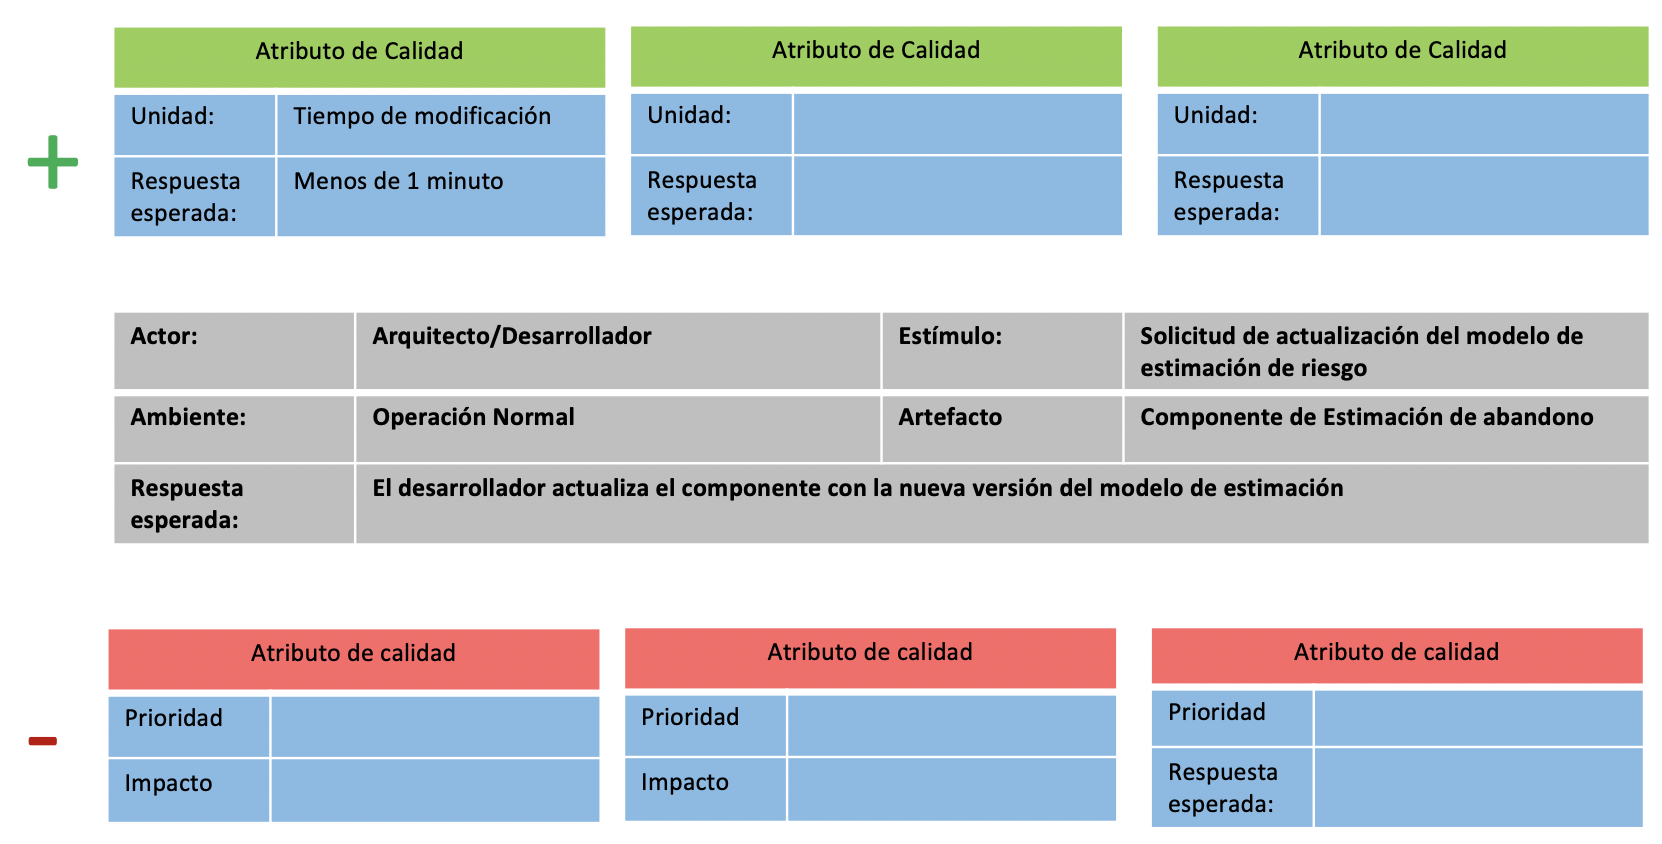 Atributo de Calidad
Unidad: Tiempo de modificación
Respuesta esperada: Menos de 1 minuto
Atributo de Calidad
Unidad:
Respuesta
esperada:
Atributo de Calidad
Unidad:
Respuesta
esperada:
+
Actor: Arquitecto/Desarrollador Estímulo: Solicitud de actualización del modelo de
estimación de riesgo
Ambiente: Operación Normal Artefacto Componente de Estimación de abandono
Respuesta
esperada: El desarrollador actualiza el componente con la nueva versión del modelo de estimación
-
Atributo de calidad
Prioridad
Impacto
Atributo de calidad
Prioridad
Impacto
Atributo de calidad
Prioridad
Respuesta
esperada: